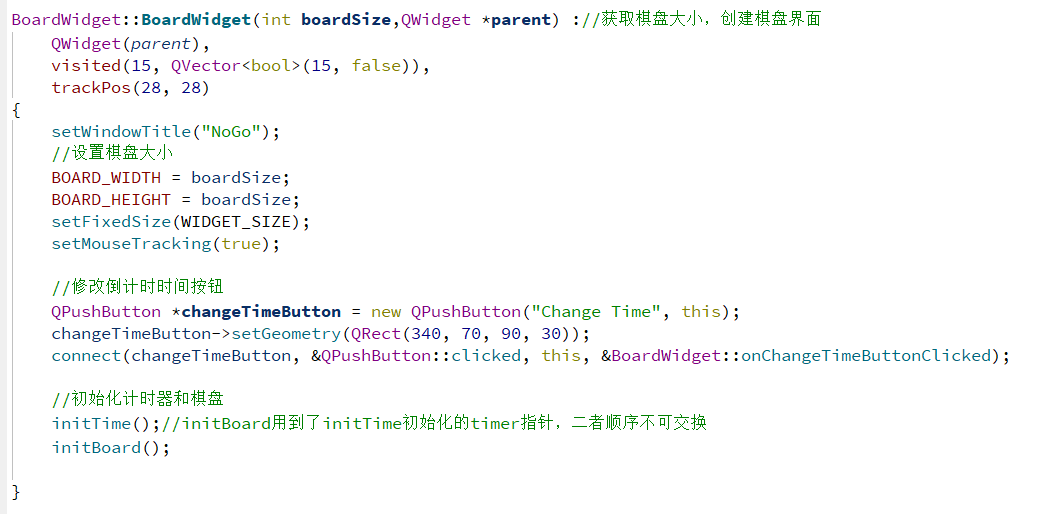 BoardWidget::BoardWidget(int boardSize,QWidget *parent) ://获取棋盘大小，创建棋盘界面
    QWidget(parent),
    visited(15, QVector<bool>(15, false)),
    trackPos(28, 28)
{
    setWindowTitle("NoGo");
    //设置棋盘大小
    BOARD_WIDTH = boardSize;
    BOARD_HEIGHT = boardSize;
    setFixedSize(WIDGET_SIZE);
    setMouseTracking(true);

    //修改倒计时时间按钮
    QPushButton *changeTimeButton = new QPushButton("Change Time", this);
    changeTimeButton->setGeometry(QRect(340, 70, 90, 30));
    connect(changeTimeButton, &QPushButton::clicked, this, &BoardWidget::onChangeTimeButtonClicked);

    //初始化计时器和棋盘
    initTime();//initBoard用到了initTime初始化的timer指针，二者顺序不可交换
    initBoard();

}